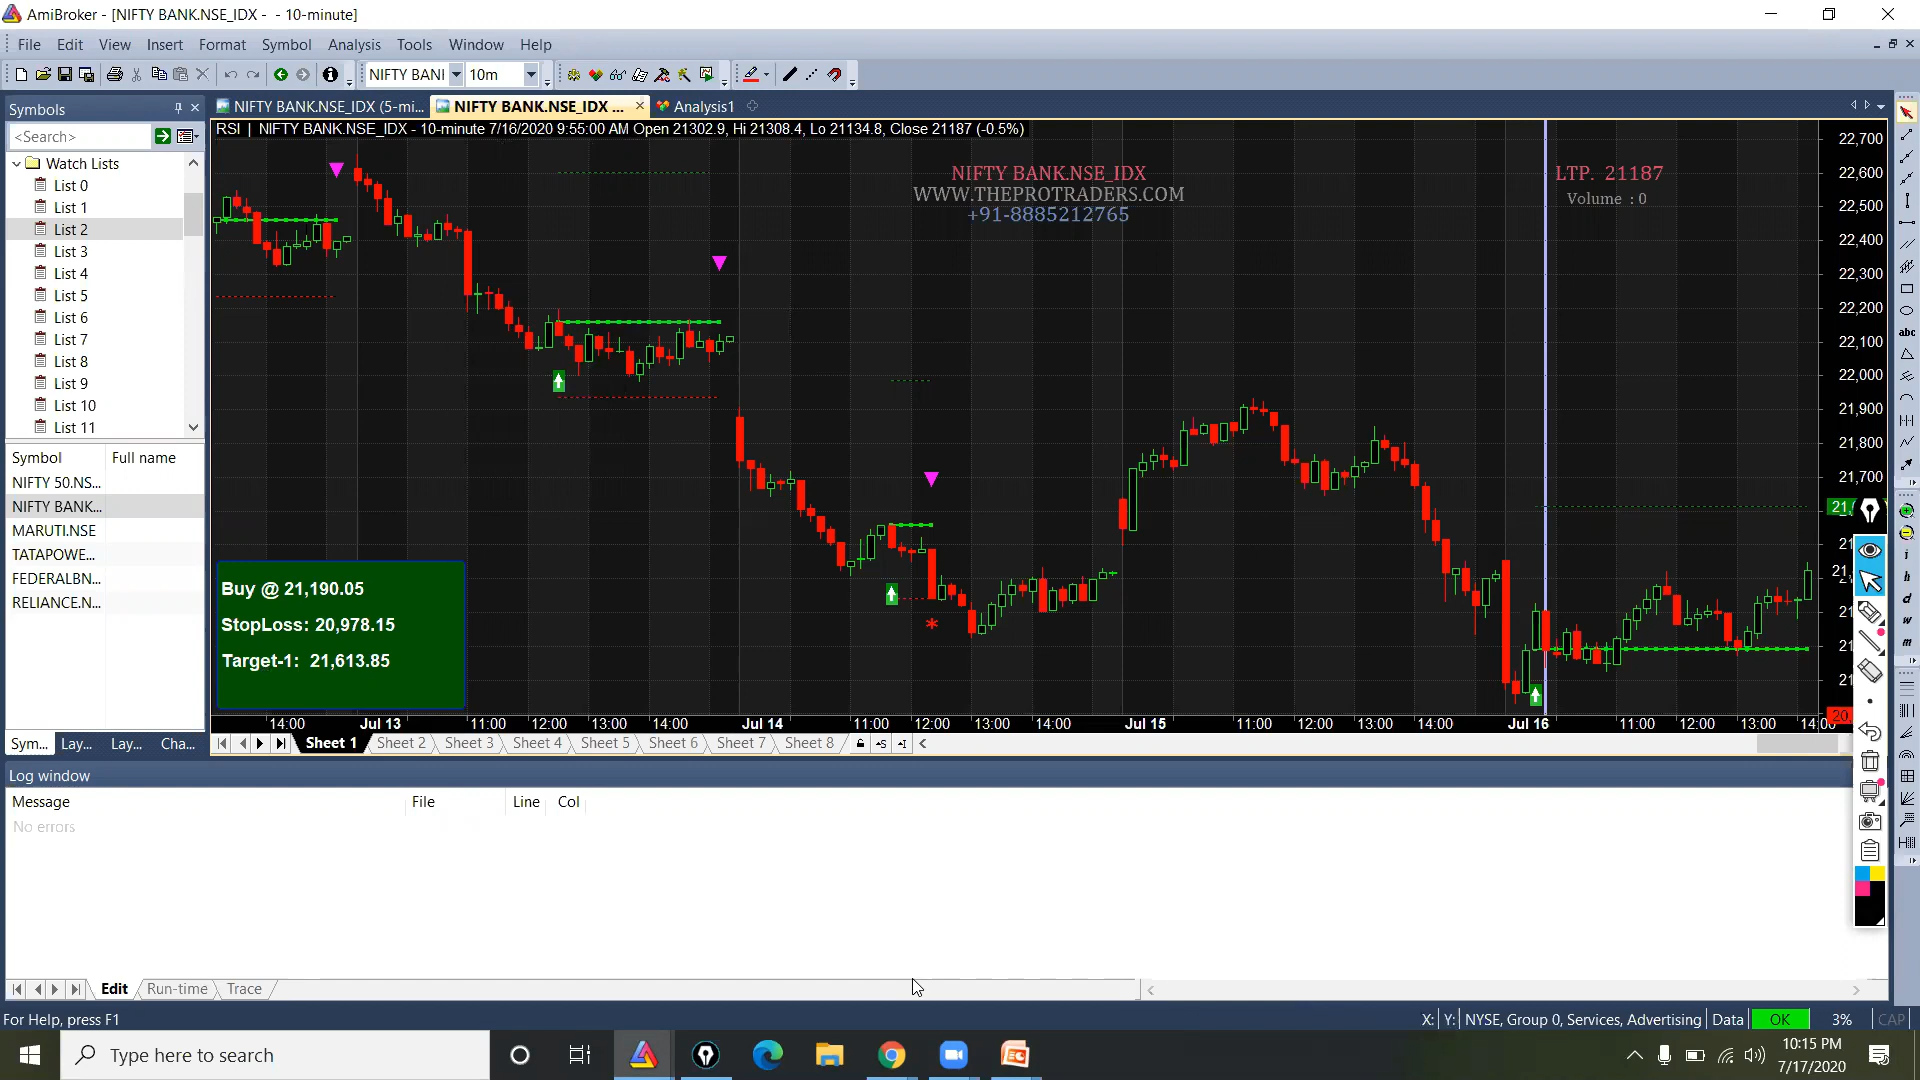 AmiBroker - [NIFTY BANK.NSE_IDX - - 10-minute]
File Edit View Insert Format Symbol Analysis Tools Window Help
NIFTY BANI 10m
Symbols
NIFTY BANK.NSE_IDX (5-mi...
NIFTY BANK.NSE_IDX ...
Analysis1
<Search>
RSI | NIFTY BANK.NSE_IDX - 10-minute 7/16/2020 9:55:00 AM Open 21302.9, Hi 21308.4, Lo 21134.8, Close 21187 (-0.5%)
Watch Lists
List 0
List 1
List 2
List 3
List 4
List 5
List 6
List 7
List 8
List 9
List 10
List 11
NIFTY BANK.NSE_IDX
WWW.THEPROTRADERS.COM
+91-8885212765
LTP. 21187
Volume : 0
22,700
22,600
22,500
22,400
22,300
22,200
22,100
22,000
21,900
21,800
21,700
Symbol Full name
NIFTY 50.NS...
NIFTY BANK...
MARUTI.NSE
TATAPOWE...
FEDERALBN...
RELIANCE.N...
Buy @ 21,190.05
StopLoss: 20,978.15
Target-1: 21,613.85
14:00 Jul 13 11:00 12:00 13:00 14:00 Jul 14 11:00 12:00 13:00 14:00 Jul 15 11:00 12:00 13:00 14:00 Jul 16 11:00 12:00 13:00 14:00
Sym... Lay... Lay... Cha...
Sheet 1 Sheet 2 Sheet 3 Sheet 4 Sheet 5 Sheet 6 Sheet 7 Sheet 8
abc
i
h
d
w
m
Log window
Message File Line Col
No errors
Edit Run-time Trace
For Help, press F1
X: Y: NYSE, Group 0, Services, Advertising Data OK 3% CAP
Type here to search
10:15 PM
7/17/2020